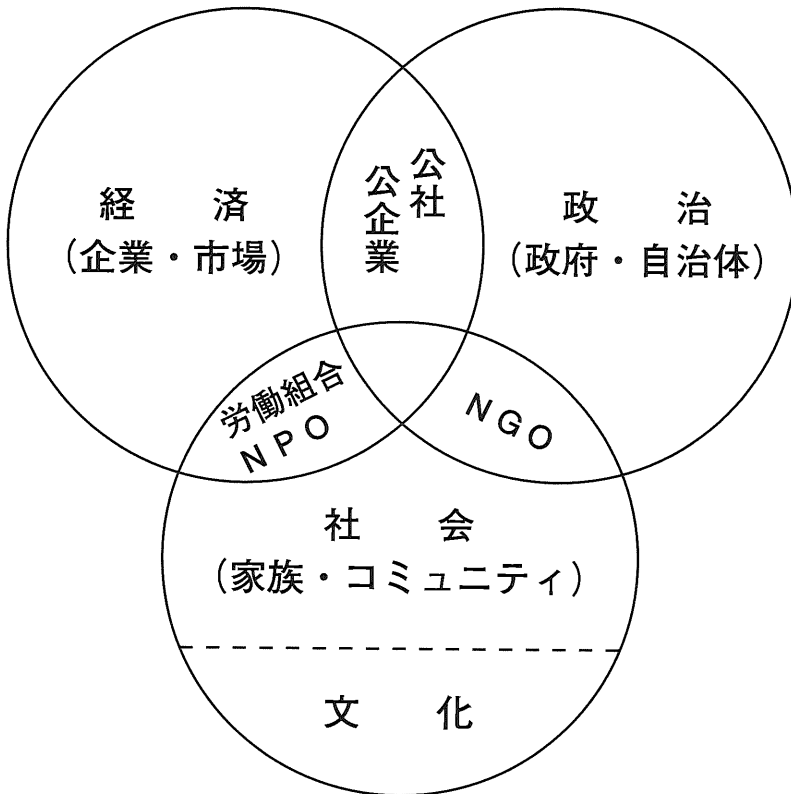 経済
(企業・市場)
公社
公企業
政治
(政府・自治体)
労働組合
NPO
NGO
社会
(家族・コミュニティ)
文化